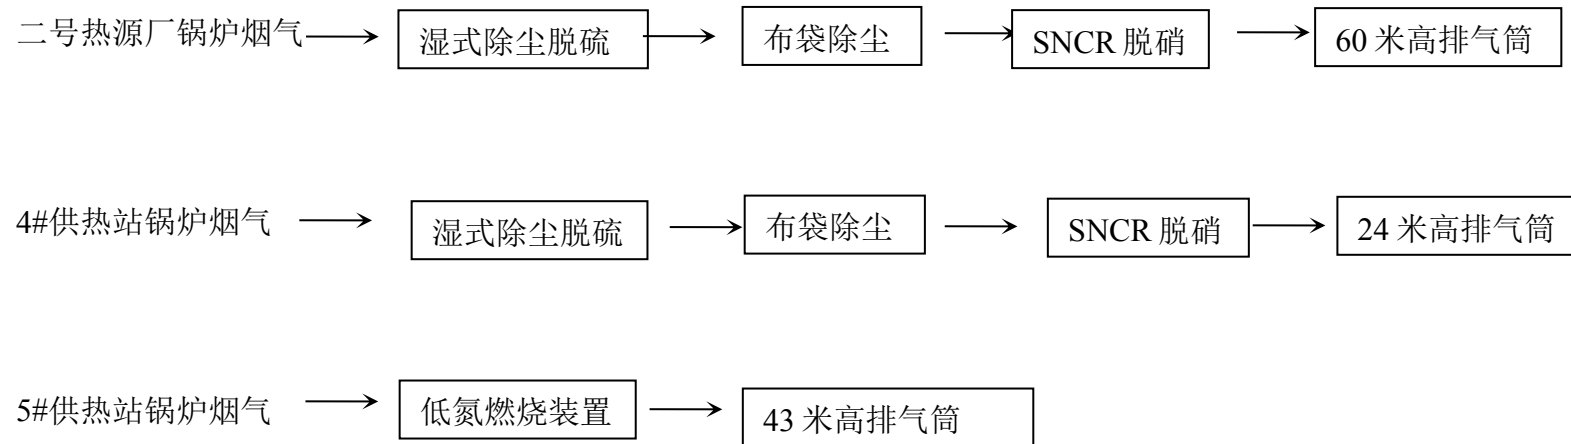 二号热源厂锅炉烟气 湿式除尘脱硫 布袋除尘 SNCR 脱硝 60 米高排气筒
4#供热站锅炉烟气 湿式除尘脱硫 布袋除尘 SNCR 脱硝 24 米高排气筒
5#供热站锅炉烟气 低氮燃烧装置 43 米高排气筒